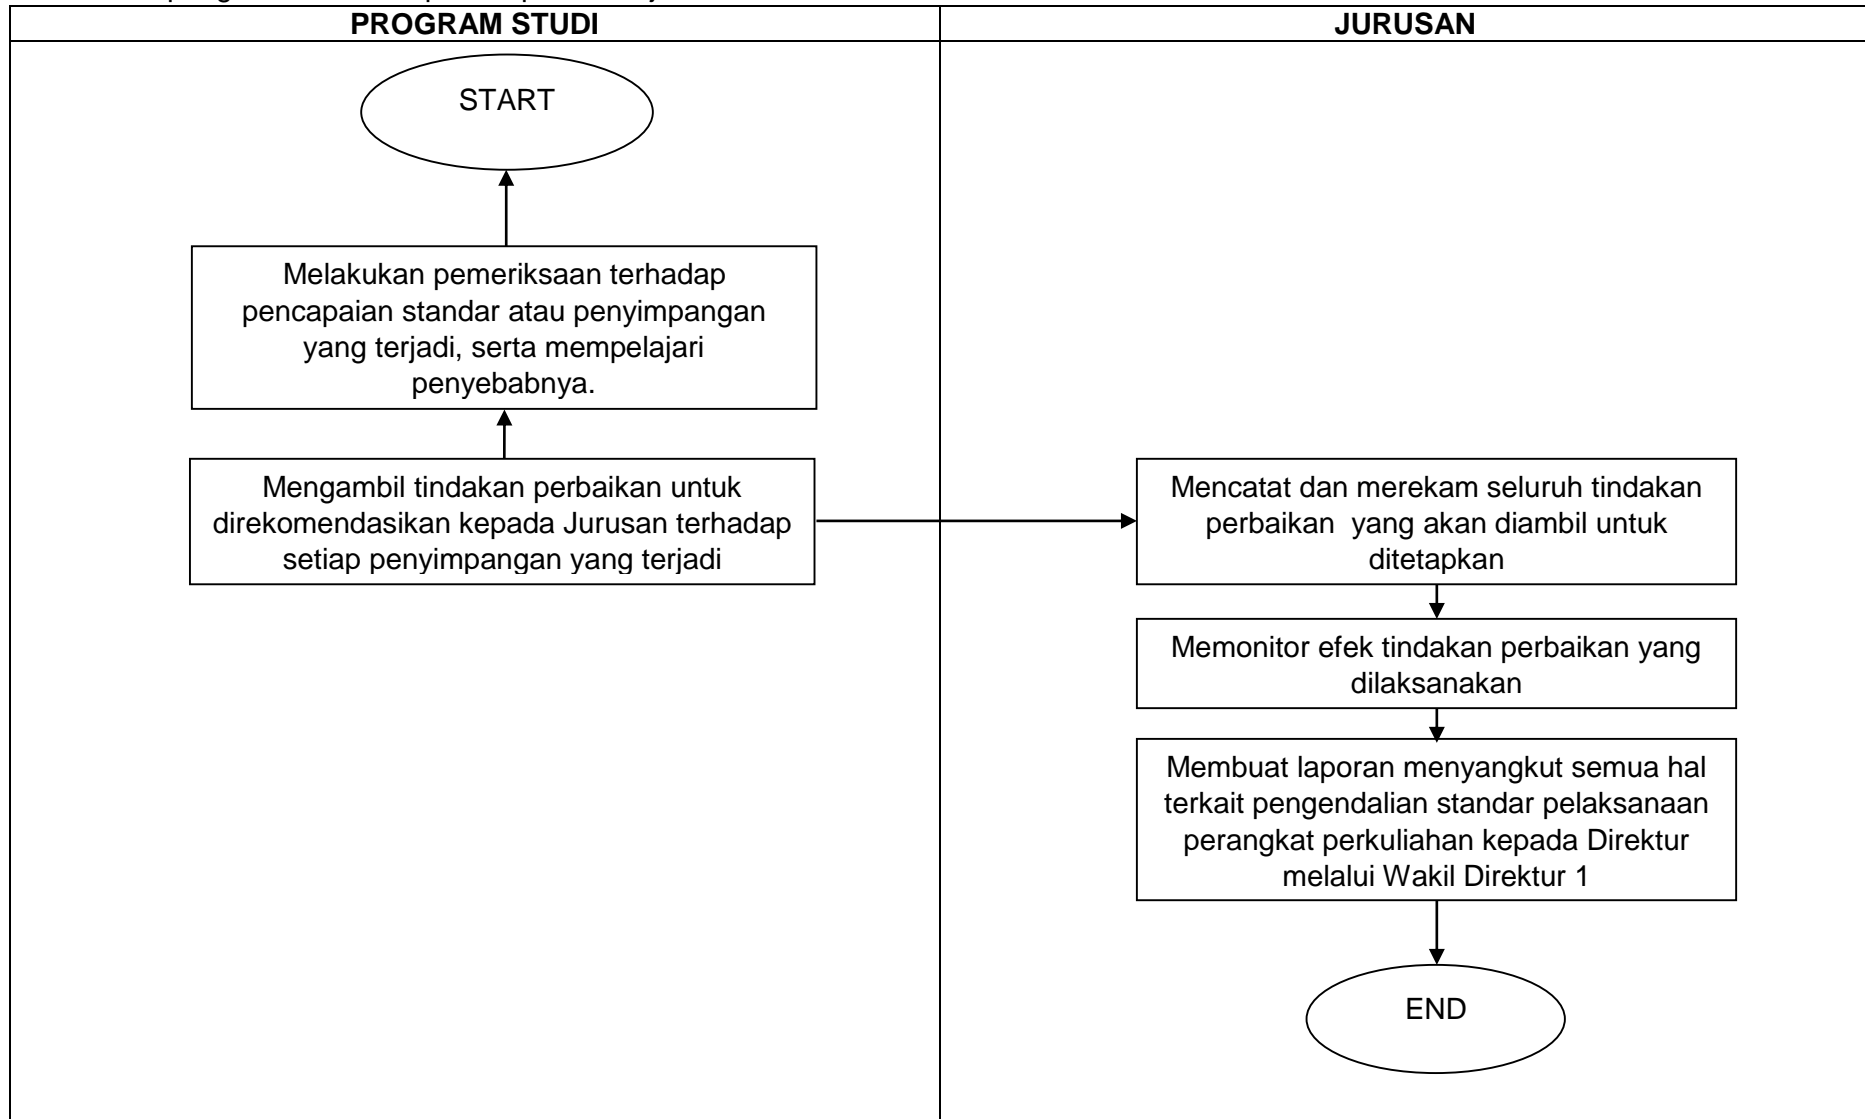 PROGRAM STUDI
JURUSAN
START
Melakukan pemeriksaan terhadap
pencapaian standar atau penyimpangan
yang terjadi, serta mempelajari
penyebabnya.
Mengambil tindakan perbaikan untuk
direkomendasikan kepada Jurusan terhadap
setiap penyimpangan yang terjadi
Mencatat dan merekam seluruh tindakan
perbaikan yang akan diambil untuk
ditetapkan
Memonitor efek tindakan perbaikan yang
dilaksanakan
Membuat laporan menyangkut semua hal
terkait pengendalian standar pelaksanaan
perangkat perkuliahan kepada Direktur
melalui Wakil Direktur 1
END